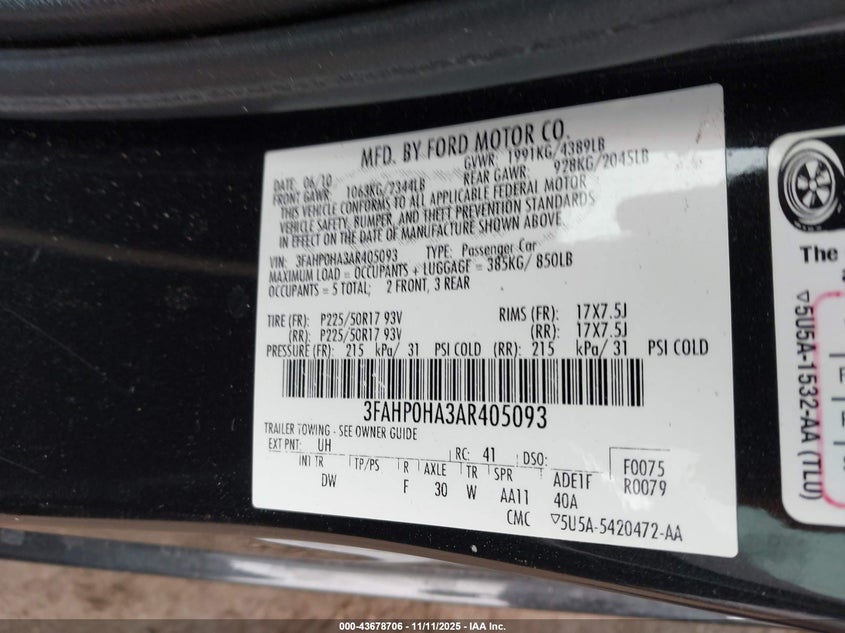 MFD. BY FORD MOTOR CO.
DATE: 06/10 GVWR: 1991KG/4389LB
FRONT GAWR: 1063KG/2344LB REAR GAWR: 928KG/2045LB
THIS VEHICLE CONFORMS TO ALL APPLICABLE FEDERAL MOTOR
VEHICLE SAFETY, BUMPER, AND THEFT PREVENTION STANDARDS
IN EFFECT ON THE DATE OF MANUFACTURE SHOWN ABOVE.
VIN: 3FAHP0HA3AR405093 TYPE: Passenger Car
MAXIMUM LOAD = OCCUPANTS + LUGGAGE = 385KG/ 850LB
OCCUPANTS = 5 TOTAL; 2 FRONT, 3 REAR
TIRE (FR): P225/50R17 93V RIMS (FR): 17X7.5J
(RR): P225/50R17 93V (RR): 17X7.5J
PRESSURE (FR): 215 kPa/ 31 PSI COLD (RR): 215 kPa/ 31 PSI COLD
3FAHP0HA3AR405093
TRAILER TOWING - SEE OWNER GUIDE
EXT PNT: UH RC: 41 DSO: F0075
INT TR TP/PS R AXLE TR SPR ADE1F R0079
DW F 30 W AA11 40A
CMC ▽5U5A-5420472-AA
The
▽5U5A-1532-AA (TLU)
000-43678706 - 11/11/2025 - IAA Inc.